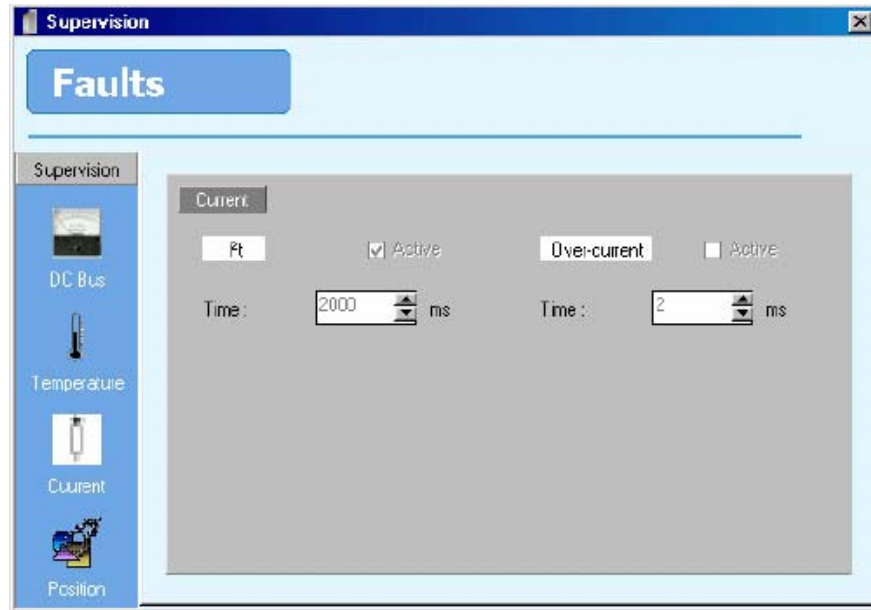 Supervision
Faults
Supervision
DC Bus
Temperature
Cuurent
Position
Current
I²t Active Over-current Active
Time : 2000 ms Time : 2 ms